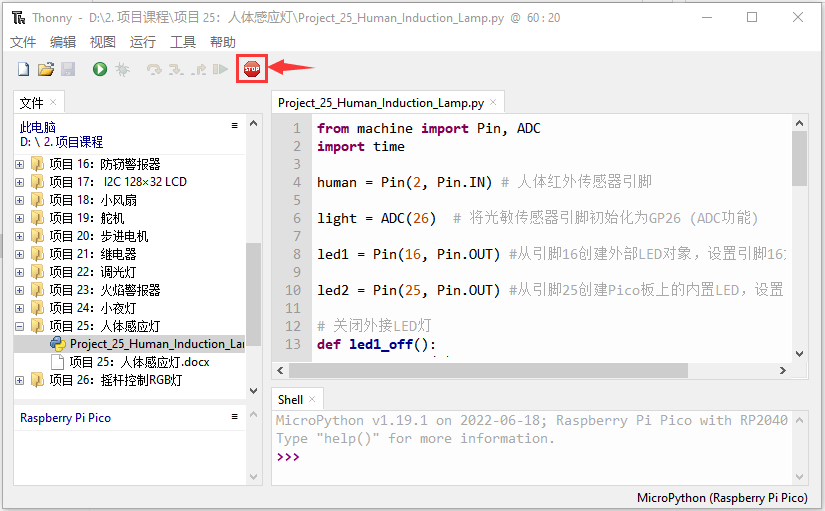 Thonny - D:\2. 项目课程\项目 25：人体感应灯\Project_25_Human_Induction_Lamp.py @ 60:20
文件 编辑 视图 运行 工具 帮助
STOP
文件
此电脑
D: \ 2. 项目课程
项目 16：防窃警报器
项目 17： I2C 128×32 LCD
项目 18：小风扇
项目 19：舵机
项目 20：步进电机
项目 21：继电器
项目 22：调光灯
项目 23：火焰警报器
项目 24：小夜灯
项目 25：人体感应灯
Project_25_Human_Induction_Lar
项目 25：人体感应灯.docx
项目 26：摇杆控制RGB灯
Raspberry Pi Pico
Project_25_Human_Induction_Lamp.py
1 from machine import Pin, ADC
2 import time
3
4 human = Pin(2, Pin.IN) # 人体红外传感器引脚
5
6 light = ADC(26)  # 将光敏传感器引脚初始化为GP26 (ADC功能)
7
8 led1 = Pin(16, Pin.OUT) #从引脚16创建外部LED对象，设置引脚16
9
10 led2 = Pin(25, Pin.OUT) #从引脚25创建Pico板上的内置LED，设置
11
12 # 关闭外接LED灯
13 def led1_off():
Shell
MicroPython v1.19.1 on 2022-06-18; Raspberry Pi Pico with RP2040
Type "help()" for more information.
>>>
MicroPython (Raspberry Pi Pico)